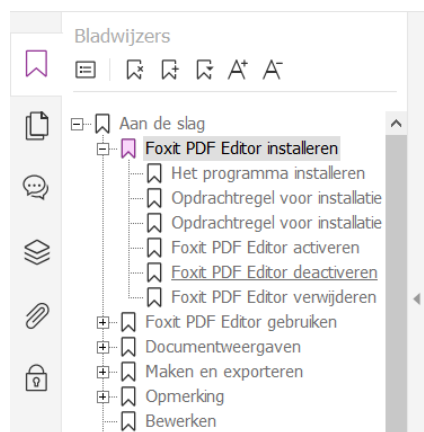 Bladwijzers
A+ A-
Aan de slag
Foxit PDF Editor installeren
Het programma installeren
Opdrachtregel voor installatie
Opdrachtregel voor installatie
Foxit PDF Editor activeren
Foxit PDF Editor deactiveren
Foxit PDF Editor verwijderen
Foxit PDF Editor gebruiken
Documentweergaven
Maken en exporteren
Opmerking
Bewerken